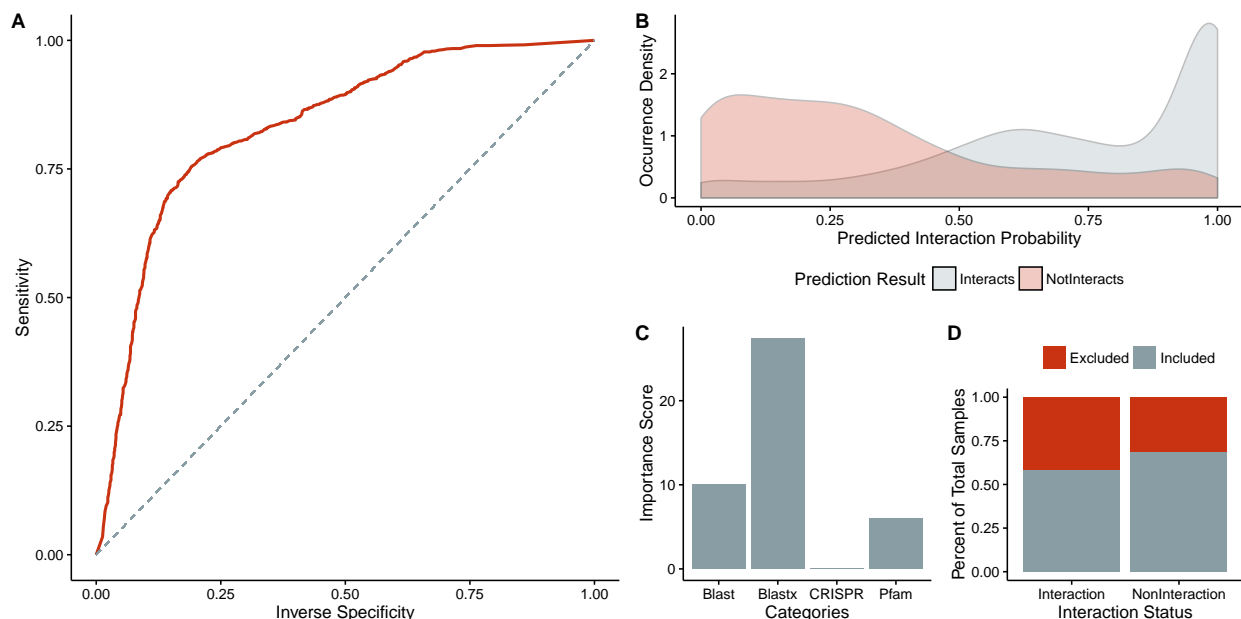 A
1.00
0.75
0.50
0.25
0.00
Sensitivity
0.00 0.25 0.50 0.75 1.00
Inverse Specificity
B
2
1
0
Occurrence Density
0.00 0.25 0.50 0.75 1.00
Predicted Interaction Probability
Prediction Result Interacts NotInteracts
C
20
10
0
Importance Score
Blast Blastx CRISPR Pfam
Categories
D
Excluded Included
1.00
0.75
0.50
0.25
0.00
Percent of Total Samples
Interaction NonInteraction
Interaction Status